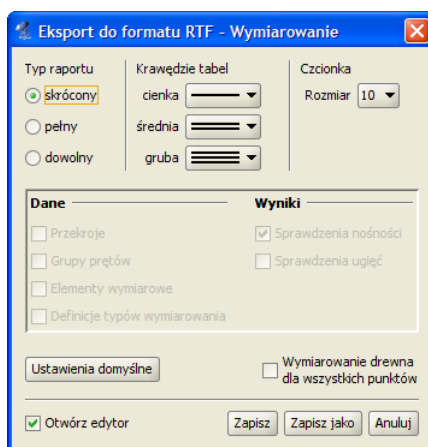 Eksport do formatu RTF - Wymiarowanie
Typ raportu
Krawędzie tabel
Czcionka
skrócony
cienka
Rozmiar 10
pełny
średnia
dowolny
gruba
Dane
Wyniki
Przekroje
Sprawdzenia nośności
Grupy prętów
Sprawdzenia ugięć
Elementy wymiarowe
Definicje typów wymiarowania
Ustawienia domyślne
Wymiarowanie drewna
dla wszystkich punktów
Otwórz edytor
Zapisz
Zapisz jako
Anuluj